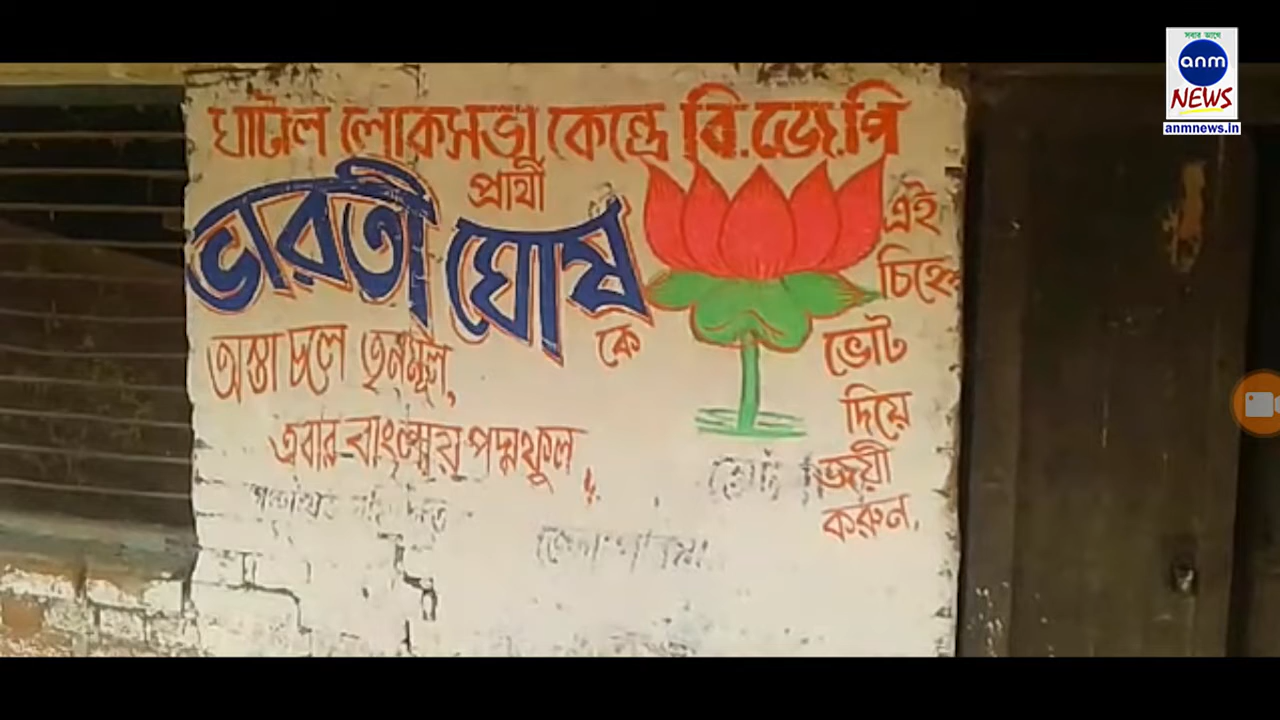 সবার আগে
anm
NEWS
anmnews.in
ঘাটাল লোকসভা কেন্দ্রে বি.জে.পি
প্রার্থী
ভারতী ঘোষ
কে
এই
চিহ্নে
ভোট
দিয়ে
জয়ী
করুন.
অস্তা চলে তৃনমূল,
এবার বাংলায় পদ্মফুল,